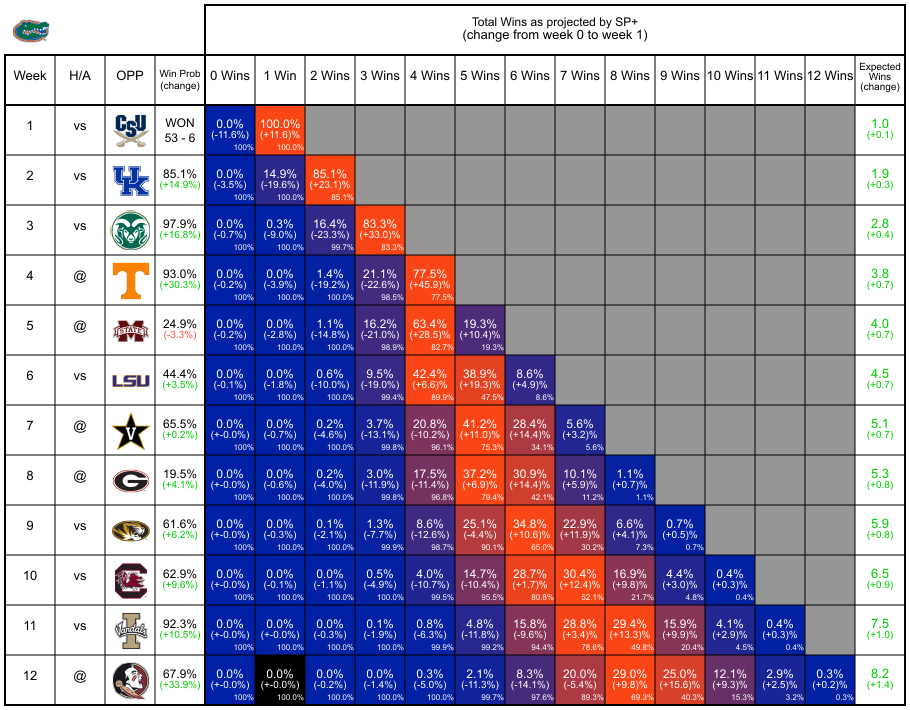 Total Wins as projected by SP+
(change from week 0 to week 1)
Week H/A OPP Win Prob (change) 0 Wins 1 Win 2 Wins 3 Wins 4 Wins 5 Wins 6 Wins 7 Wins 8 Wins 9 Wins 10 Wins 11 Wins 12 Wins Expected Wins (change)
1 vs CSU WON 0.0% 100.0% 1.0
53 - 6 (-11.6%) (+11.6)% (+0.1)
100% 100.0%
2 vs UK 85.1% 0.0% 14.9% 85.1% 1.9
(+14.9%) (-3.5%) (-19.6%) (+23.1)% (+0.3)
100% 100.0% 85.1%
3 vs 97.9% 0.0% 0.3% 16.4% 83.3% 2.8
(+16.8%) (-0.7%) (-9.0%) (-23.3%) (+33.0)% (+0.4)
100% 100.0% 99.7% 83.3%
4 @ T 93.0% 0.0% 0.0% 1.4% 21.1% 77.5% 3.8
(+30.3%) (-0.2%) (-3.9%) (-19.2%) (-22.6%) (+45.9)% (+0.7)
100% 100.0% 100.0% 98.5% 77.5%
5 @ M STATE 24.9% 0.0% 0.0% 1.1% 16.2% 63.4% 19.3% 4.0
(-3.3%) (-0.2%) (-2.8%) (-14.8%) (-21.0%) (+28.5)% (+10.4)% (+0.7)
100% 100.0% 100.0% 98.9% 82.7% 19.3%
6 vs LSU 44.4% 0.0% 0.0% 0.6% 9.5% 42.4% 38.9% 8.6% 4.5
(+3.5%) (-0.1%) (-1.8%) (-10.0%) (-19.0%) (+6.6)% (+19.3)% (+4.9)% (+0.7)
100% 100.0% 100.0% 99.4% 89.9% 47.5% 8.6%
7 @ V 65.5% 0.0% 0.0% 0.2% 3.7% 20.8% 41.2% 28.4% 5.6% 5.1
(+0.2%) (+-0.0%) (-0.7%) (-4.6%) (-13.1%) (-10.2%) (+11.0)% (+14.4)% (+3.2)% (+0.7)
100% 100.0% 100.0% 99.8% 96.1% 75.3% 34.1% 5.6%
8 @ G 19.5% 0.0% 0.0% 0.2% 3.0% 17.5% 37.2% 30.9% 10.1% 1.1% 5.3
(+4.1%) (+-0.0%) (-0.6%) (-4.0%) (-11.9%) (-11.4%) (+6.9)% (+14.4)% (+5.9)% (+0.7)% (+0.8)
100% 100.0% 100.0% 99.8% 96.8% 79.4% 42.1% 11.2% 1.1%
9 vs 61.6% 0.0% 0.0% 0.1% 1.3% 8.6% 25.1% 34.8% 22.9% 6.6% 0.7% 5.9
(+6.2%) (+-0.0%) (-0.3%) (-2.1%) (-7.7%) (-12.6%) (-4.4%) (+10.6)% (+11.9)% (+4.1)% (+0.5)% (+0.8)
100% 100.0% 100.0% 99.9% 98.7% 90.1% 65.0% 30.2% 7.3% 0.7%
10 vs C 62.9% 0.0% 0.0% 0.0% 0.5% 4.0% 14.7% 28.7% 30.4% 16.9% 4.4% 0.4% 6.5
(+9.6%) (+-0.0%) (-0.1%) (-1.1%) (-4.9%) (-10.7%) (-10.4%) (+1.7)% (+12.4)% (+9.8)% (+3.0)% (+0.3)% (+0.9)
100% 100.0% 100.0% 100.0% 99.5% 95.5% 80.8% 52.1% 21.7% 4.8% 0.4%
11 vs I Vandals 92.3% 0.0% 0.0% 0.0% 0.1% 0.8% 4.8% 15.8% 28.8% 29.4% 15.9% 4.1% 0.4% 7.5
(+10.5%) (+-0.0%) (+-0.0%) (-0.3%) (-1.9%) (-6.3%) (-11.8%) (-9.6%) (+3.4)% (+13.3)% (+9.9)% (+2.9)% (+0.3)% (+1.0)
100% 100.0% 100.0% 100.0% 99.9% 99.2% 94.4% 78.6% 49.8% 20.4% 4.5% 0.4%
12 @ 67.9% 0.0% 0.0% 0.0% 0.0% 0.3% 2.1% 8.3% 20.0% 29.0% 25.0% 12.1% 2.9% 0.3% 8.2
(+33.9%) (+-0.0%) (+-0.0%) (-0.2%) (-1.4%) (-5.0%) (-11.3%) (-14.1%) (-5.4%) (+9.8)% (+15.6)% (+9.3)% (+2.5)% (+0.2)% (+1.4)
100% 100.0% 100.0% 100.0% 100.0% 99.7% 97.6% 89.3% 69.3% 40.3% 15.3% 3.2% 0.3%